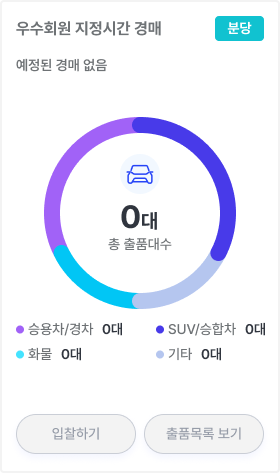 우수회원 지정시간 경매 분당
예정된 경매 없음
0대
총 출품대수
승용차/경차 0대 SUV/승합차 0대
화물 0대 기타 0대
입찰하기 출품목록 보기